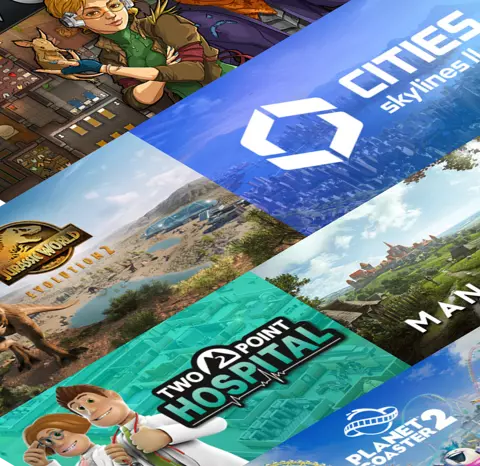 CITIES
skylines II
JURASSIC WORLD
EVOLUTION 2
TWO POINT
HOSPITAL
MAN
PLANET
COASTER 2